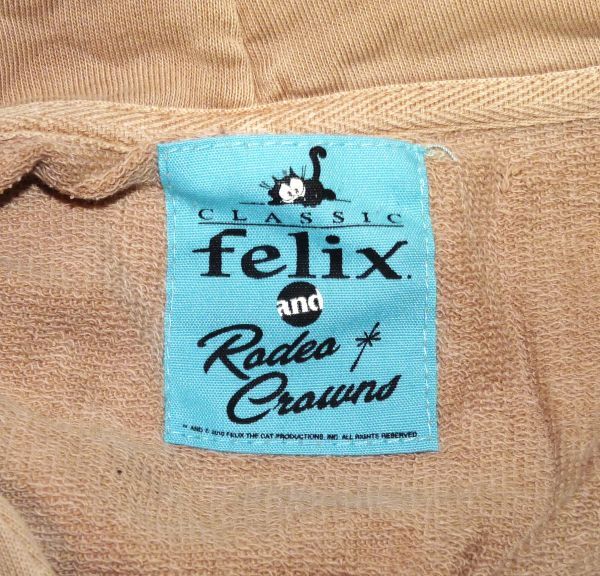 CLASSIC
felix.
and
Rodeo
Crowns
™ AND © 2010 FELIX THE CAT PRODUCTIONS, INC. ALL RIGHTS RESERVED